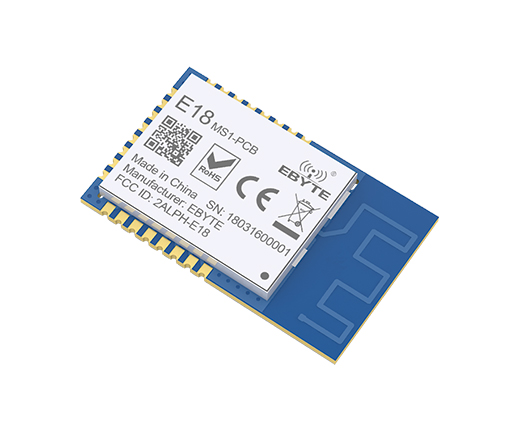 E18 MS1-PCB
RoHS
CE
EBYTE
Made in China
Manufacturer: EBYTE
FCC ID: 2ALPH-E18
SN: 18031600001